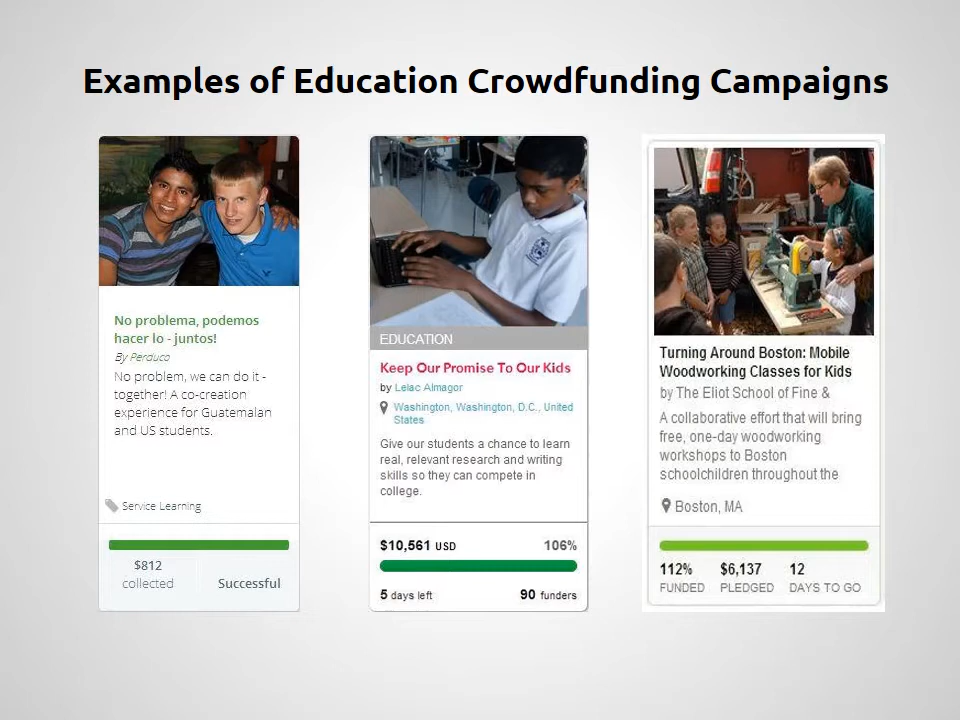 Examples of Education Crowdfunding Campaigns
No problema, podemos
hacer lo - juntos!
By Perduco
No problem, we can do it -
together! A co-creation
experience for Guatemalan
and US students.
Service Learning
$812
collected
Successful
EDUCATION
Keep Our Promise To Our Kids
by Lelac Almagor
Washington, Washington, D.C., United
States
Give our students a chance to learn
real, relevant research and writing
skills so they can compete in
college.
$10,561 USD 106%
5 days left 90 funders
Turning Around Boston: Mobile
Woodworking Classes for Kids
by The Eliot School of Fine &
A collaborative effort that will bring
free, one-day woodworking
workshops to Boston
schoolchildren throughout the
Boston, MA
112% $6,137 12
FUNDED PLEDGED DAYS TO GO